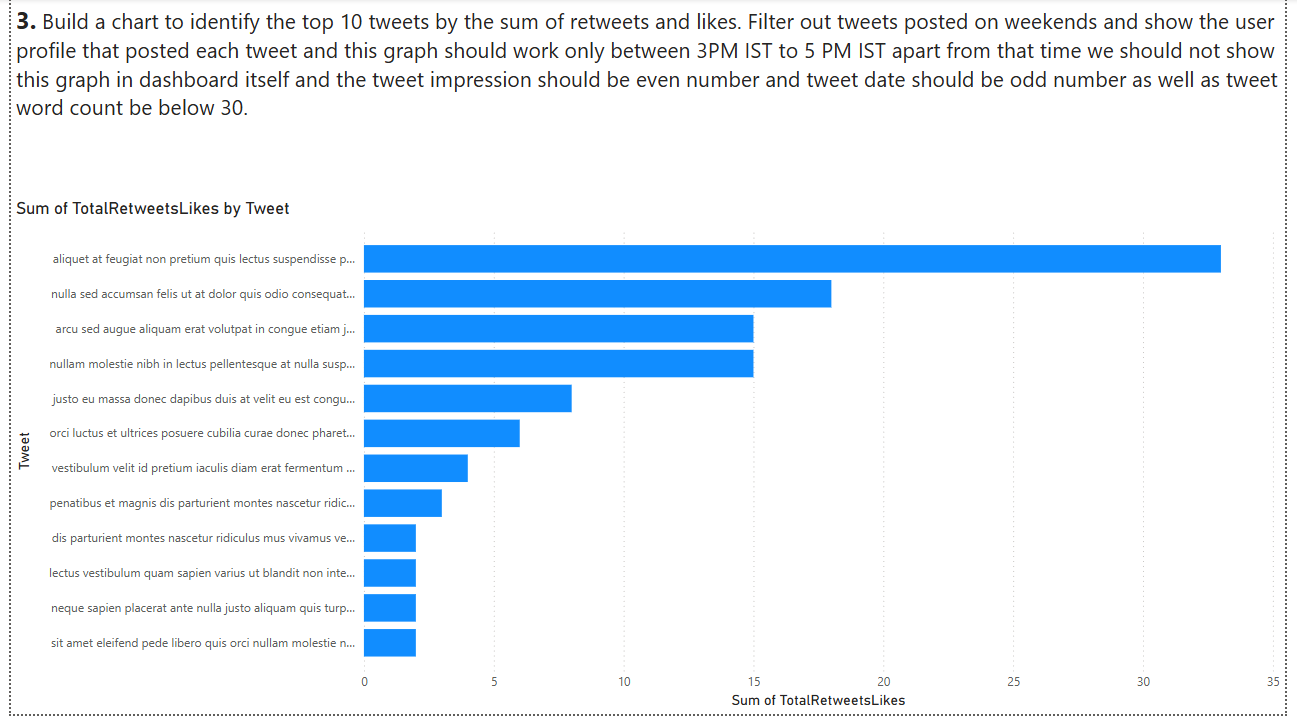 3. Build a chart to identify the top 10 tweets by the sum of retweets and likes. Filter out tweets posted on weekends and show the user
profile that posted each tweet and this graph should work only between 3PM IST to 5 PM IST apart from that time we should not show
this graph in dashboard itself and the tweet impression should be even number and tweet date should be odd number as well as tweet
word count be below 30.
Sum of TotalRetweetsLikes by Tweet
Tweet
aliquet at feugiat non pretium quis lectus suspendisse p...
nulla sed accumsan felis ut at dolor quis odio consequat...
arcu sed augue aliquam erat volutpat in congue etiam j...
nullam molestie nibh in lectus pellentesque at nulla susp...
justo eu massa donec dapibus duis at velit eu est congu...
orci luctus et ultrices posuere cubilia curae donec pharet...
vestibulum velit id pretium iaculis diam erat fermentum ...
penatibus et magnis dis parturient montes nascetur ridic...
dis parturient montes nascetur ridiculus mus vivamus ve...
lectus vestibulum quam sapien varius ut blandit non inte...
neque sapien placerat ante nulla justo aliquam quis turp...
sit amet eleifend pede libero quis orci nullam molestie n...
0 5 10 15 20 25 30 35
Sum of TotalRetweetsLikes